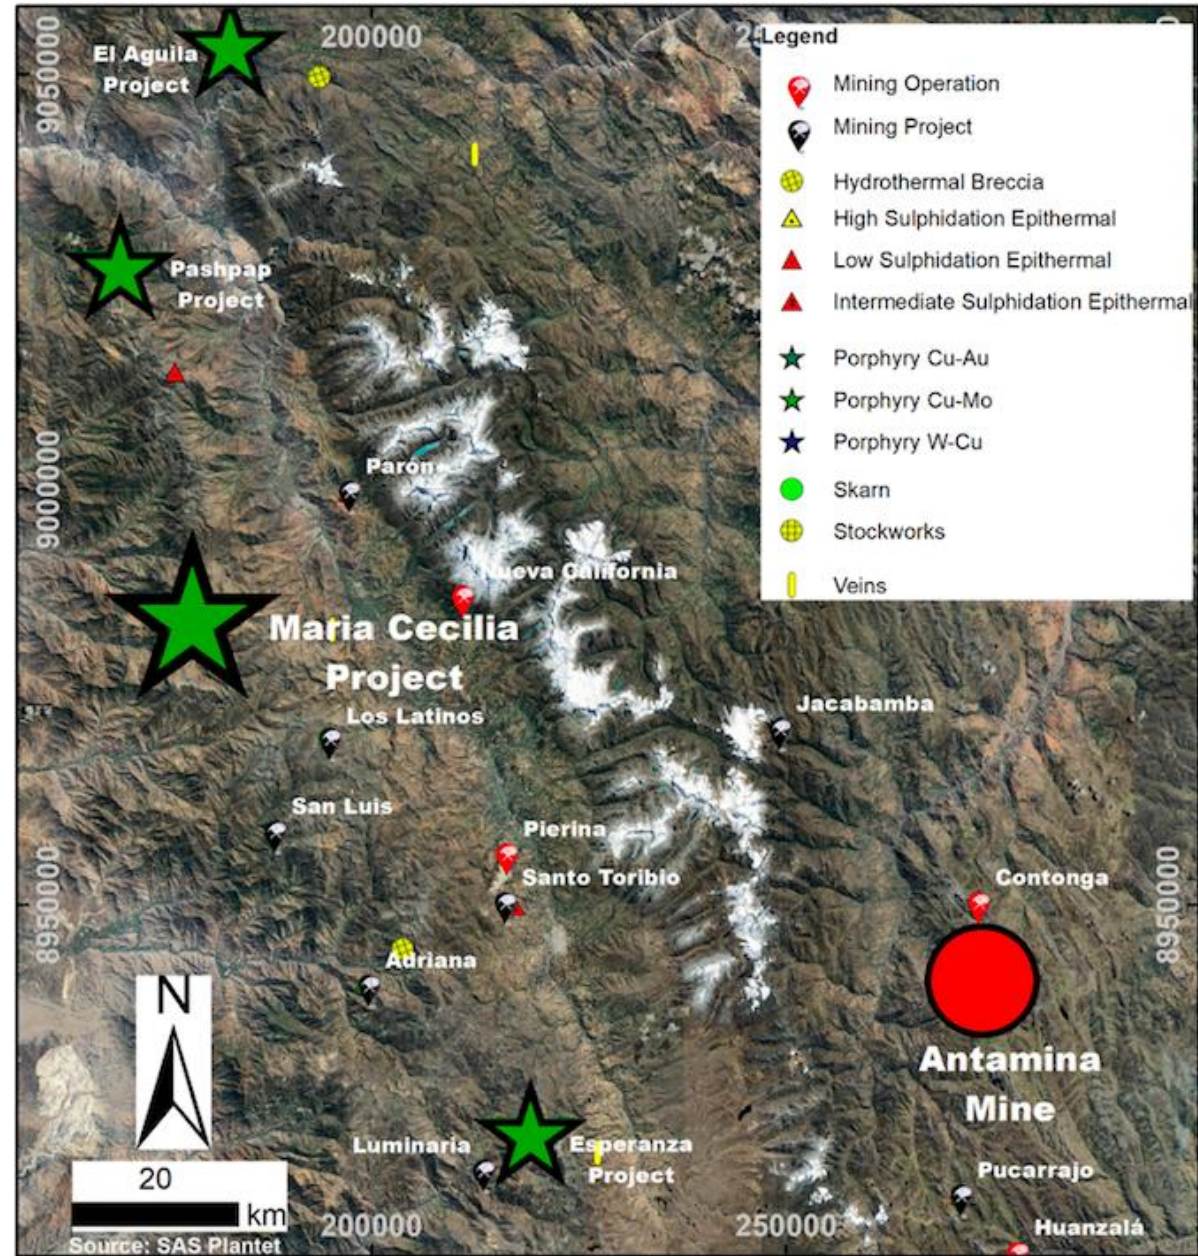 200000
El Aguila
Project
9050000
Legend
Mining Operation
Mining Project
Hydrothermal Breccia
High Sulphidation Epithermal
Low Sulphidation Epithermal
Intermediate Sulphidation Epithermal
Porphyry Cu-Au
Porphyry Cu-Mo
Porphyry W-Cu
Skarn
Stockworks
Veins
Pashpap
Project
9000000
Parón
Nueva California
Maria Cecilia
Project
Los Latinos
Jacabamba
San Luis
Pierina
Santo Toribio
Contonga
8950000
8950000
Adriana
N
Antamina
Mine
Luminaria
Esperanza
Project
Pucarrajo
20
km
200000
250000
Huanzalá
Source: SAS Plantet